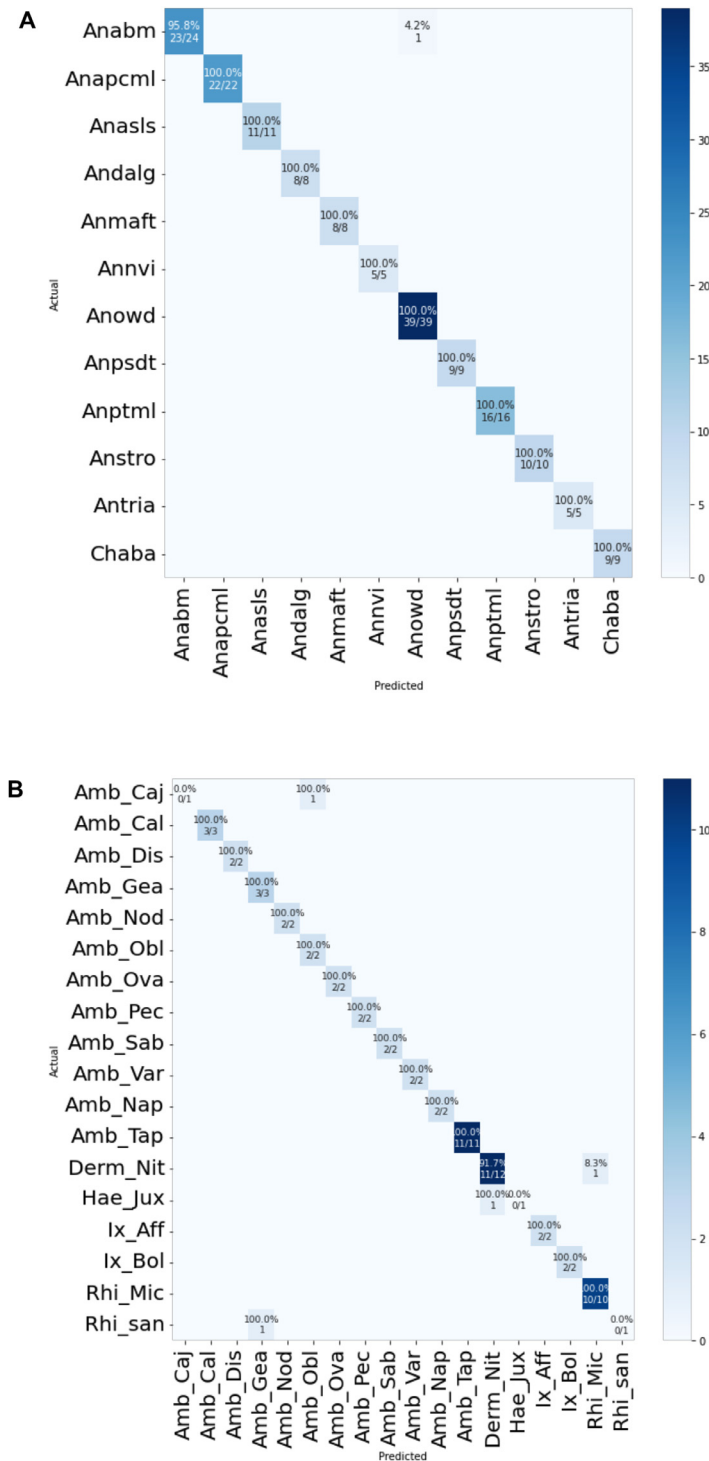 A
Anabm 95.8% 4.2%
23/24 1
35
Anapcml 100.0%
22/22
Anasls 100.0%
11/11
30
Andalg 100.0%
8/8
25
Anmaft 100.0%
8/8
Annvi 100.0%
5/5
20
Actual
Anowd 100.0%
39/39
Anpsdt 100.0%
9/9
15
Anptml 100.0%
16/16
10
Anstro 100.0%
10/10
Antria 100.0%
5/5
5
Chaba 100.0%
9/9
0
Anabm Anapcml Anasls Andalg Anmaft Annvi Anowd Anpsdt Anptml Anstro Antria Chaba
Predicted
B
Amb_Caj 0.0% 100.0%
0/1 1
Amb_Cal 100.0%
3/3
10
Amb_Dis 100.0%
2/2
Amb_Gea 100.0%
3/3
Amb_Nod 100.0%
2/2
8
Amb_Obl 100.0%
2/2
Amb_Ova 100.0%
2/2
Amb_Pec 100.0%
2/2
6
Amb_Sab 100.0%
2/2
Actual
Amb_Var 100.0%
2/2
Amb_Nap 100.0%
2/2
4
Amb_Tap 00.0%
11/11
Derm_Nit 91.7% 8.3%
11/12 1
Hae_Jux 100.0% 0.0%
1 0/1
2
Ix_Aff 100.0%
2/2
Ix_Bol 100.0%
2/2
Rhi_Mic 00.0%
10/10
Rhi_san 100.0% 0.0%
1 0/1
0
Amb_Caj Amb_Cal Amb_Dis Amb_Gea Amb_Nod Amb_Obl Amb_Ova Amb_Pec Amb_Sab Amb_Var Amb_Nap Amb_Tap Derm_Nit Hae_Jux Ix_Aff Ix_Bol Rhi_Mic Rhi_san
Predicted